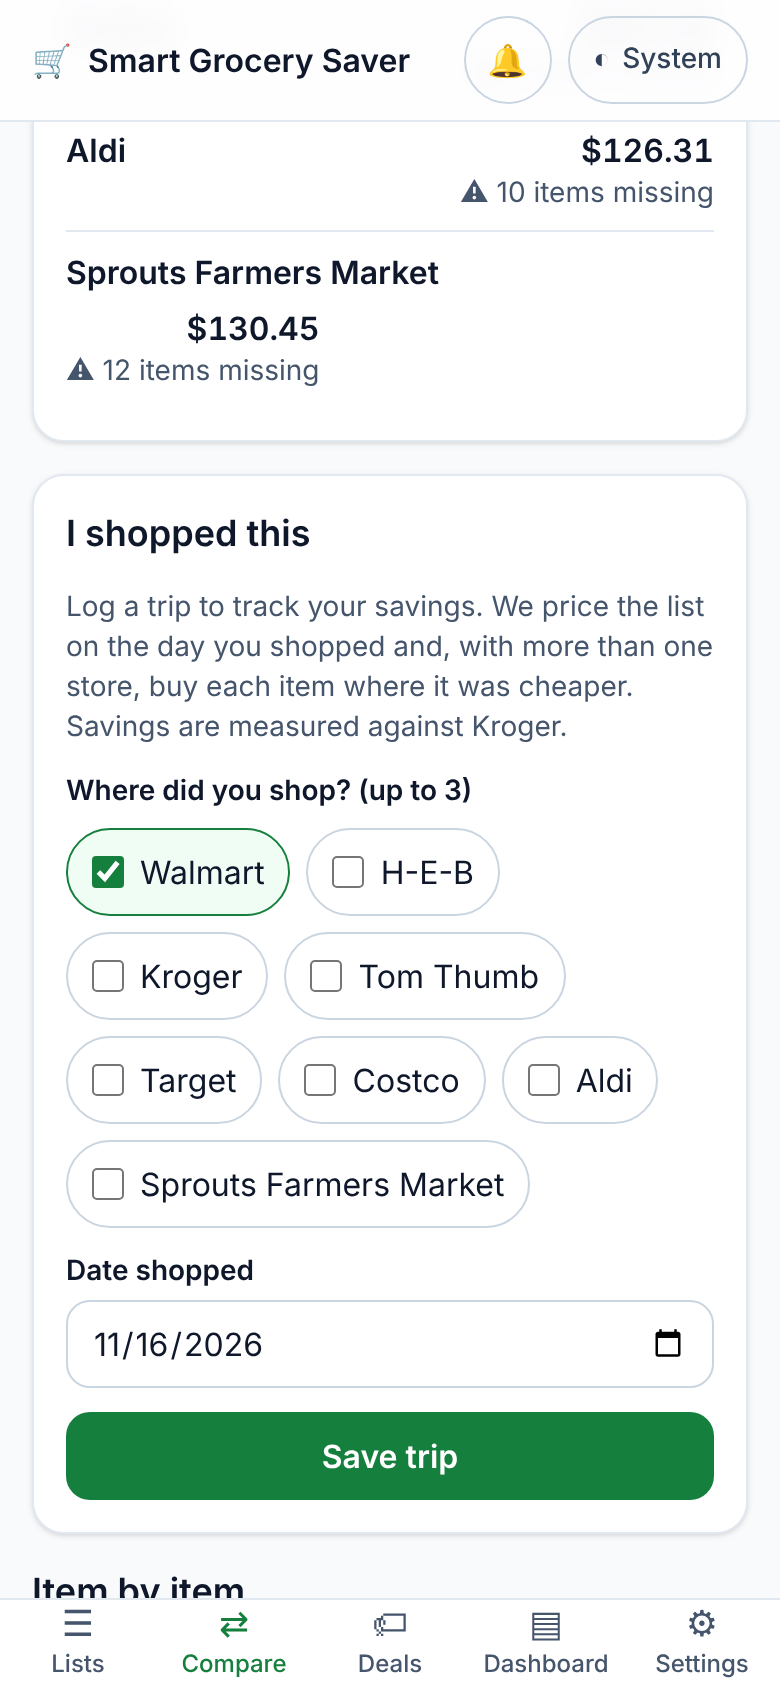 Smart Grocery Saver
System
Aldi
$126.31
10 items missing
Sprouts Farmers Market
$130.45
12 items missing
I shopped this
Log a trip to track your savings. We price the list
on the day you shopped and, with more than one
store, buy each item where it was cheaper.
Savings are measured against Kroger.
Where did you shop? (up to 3)
Walmart
H-E-B
Kroger
Tom Thumb
Target
Costco
Aldi
Sprouts Farmers Market
Date shopped
11/16/2026
Save trip
Item by item
Lists
Compare
Deals
Dashboard
Settings